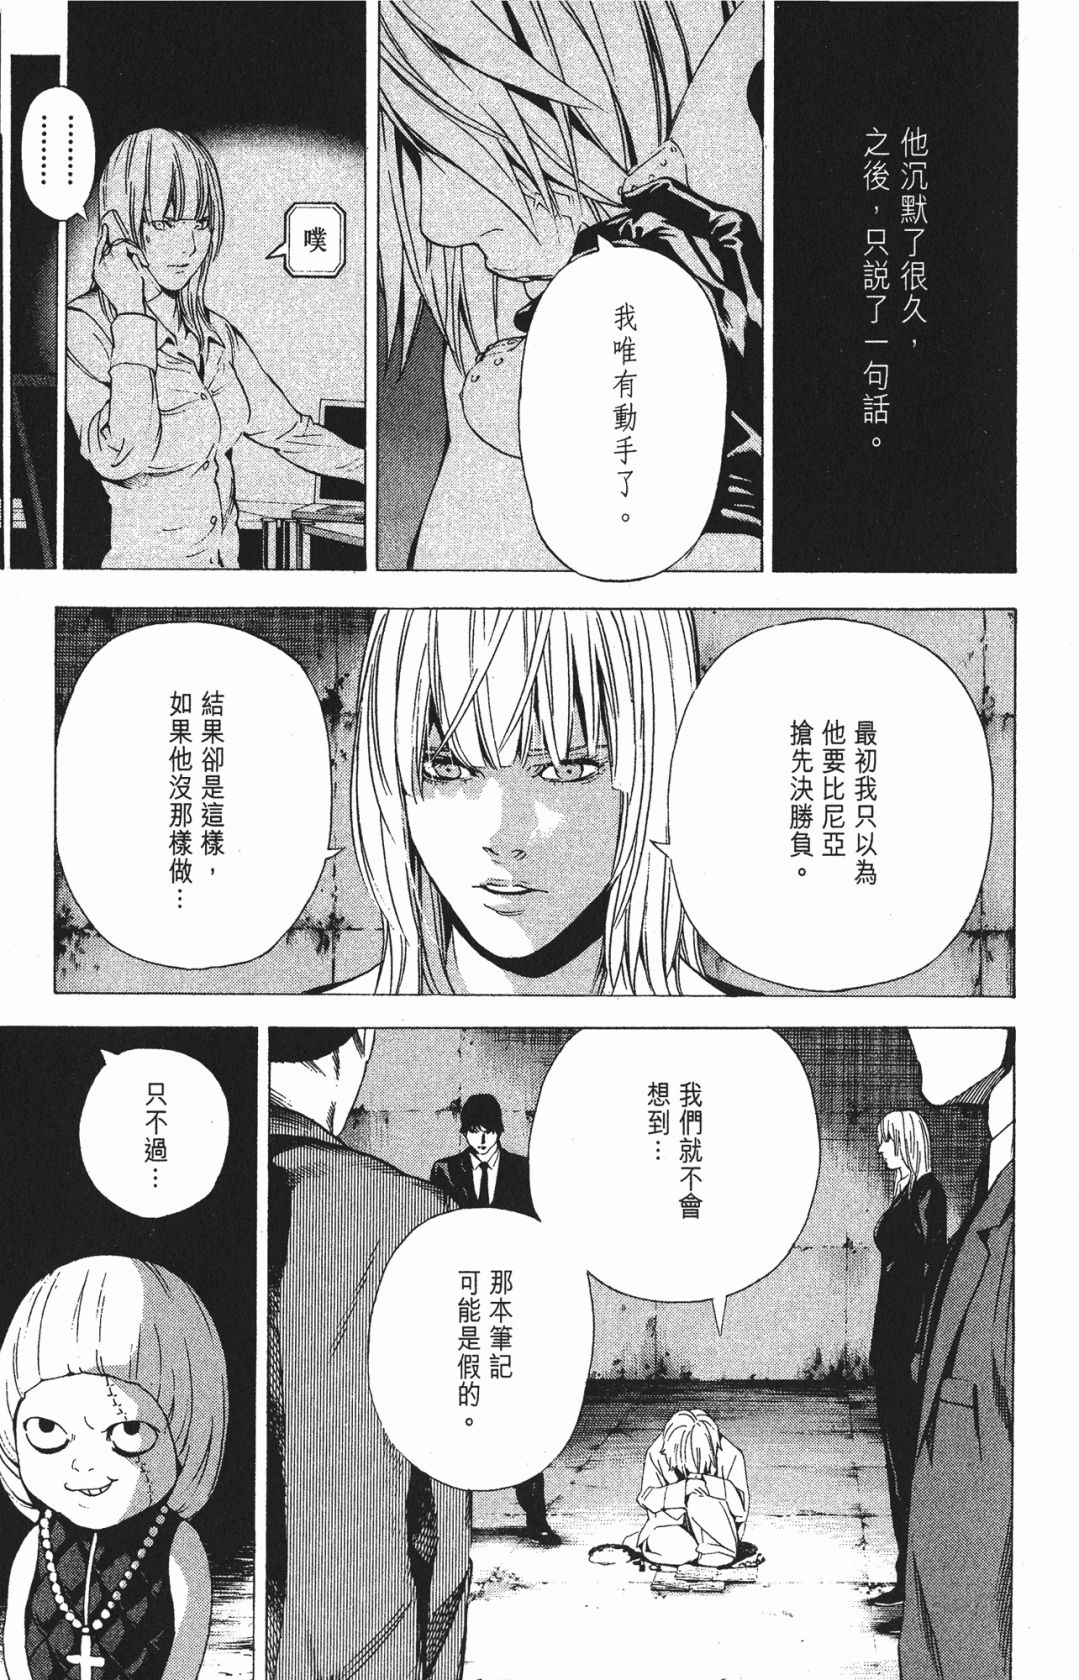 他沉默了很久，
之後，只説了一句話。
我唯有動手了。
噗
…………
…………
最初我只以為
他要比尼亞
搶先決勝負。
結果卻是這樣，
如果他沒那樣做…
我們就不會
想到…
那本筆記
可能是假的。
只不過…